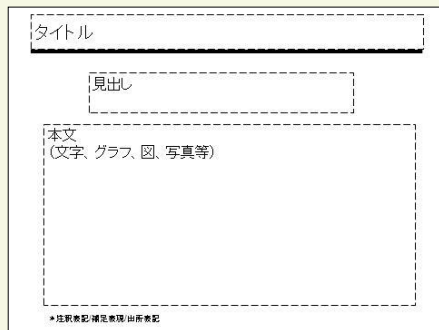 タイトル
見出し
本文
(文字、グラフ、図、写真等)
＊注釈表記/補足表現/出所表記